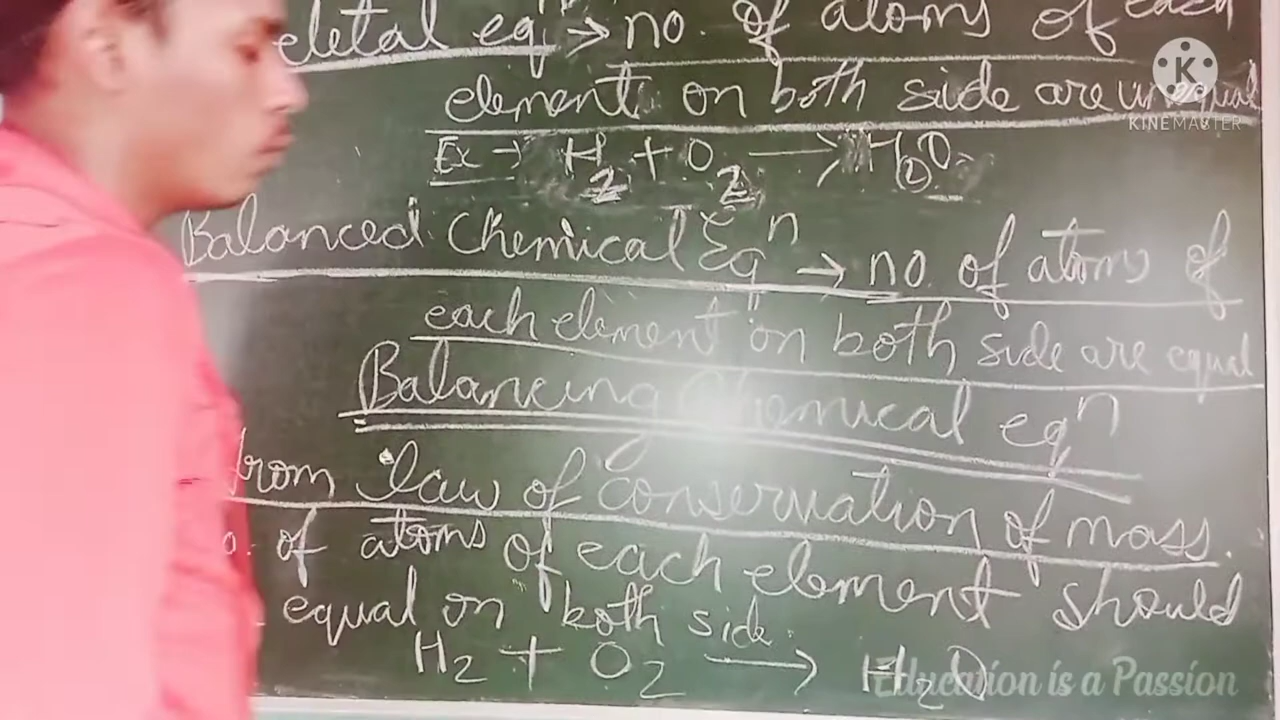 eletal eqn → no. of atoms of each
element on both side are unequal
K
KINEMASTER
Ex → H2 + O2 → H2O
Balanced Chemical Eqn → no. of atoms of
each element on both side are equal
Balancing Chemical eqn
from law of conservation of mass.
o. of atoms of each element should
equal on both side.
H2 + O2 → H2O
Education is a Passion